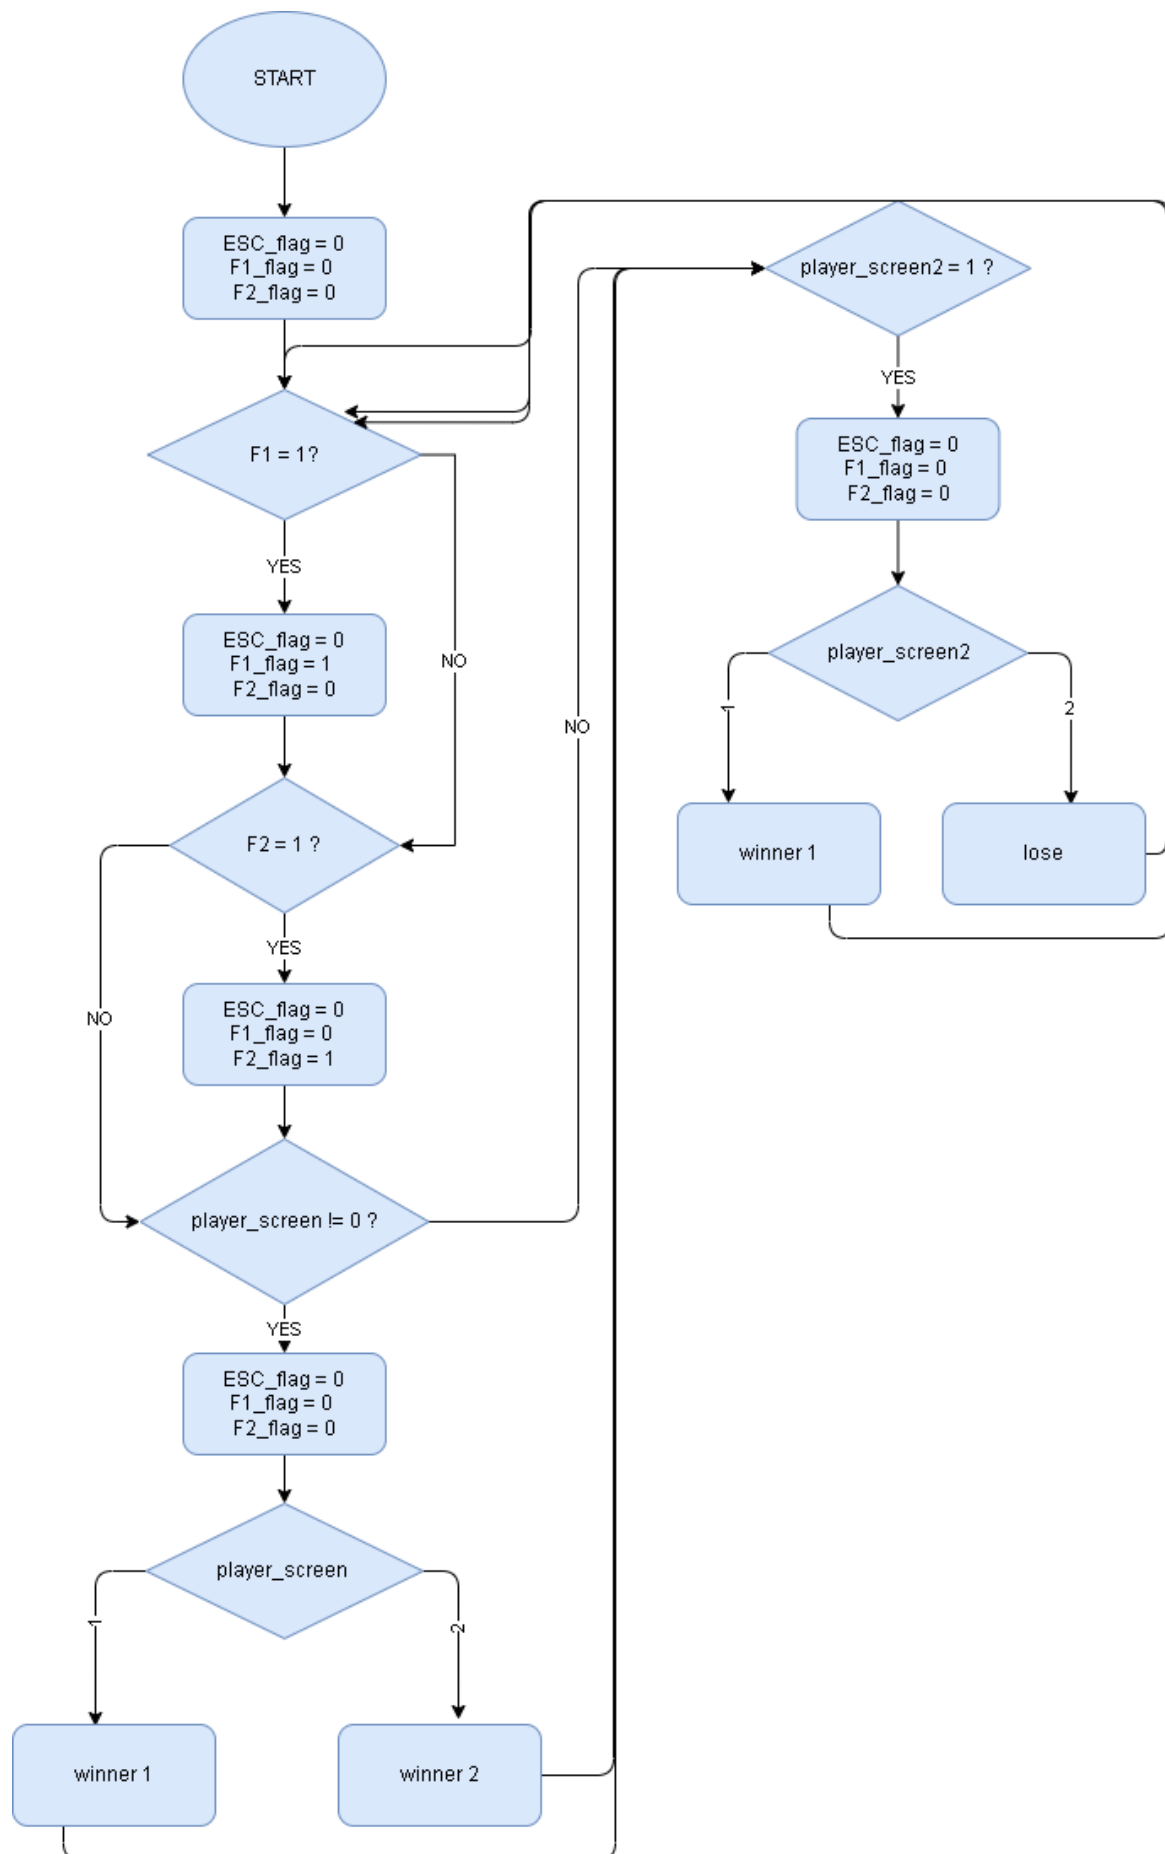 START
ESC_flag = 0
F1_flag = 0
F2_flag = 0
F1 = 1?
YES
NO
ESC_flag = 0
F1_flag = 1
F2_flag = 0
F2 = 1 ?
YES
NO
ESC_flag = 0
F1_flag = 0
F2_flag = 1
player_screen != 0 ?
NO
YES
ESC_flag = 0
F1_flag = 0
F2_flag = 0
player_screen
1
2
winner 1
winner 2
player_screen2 = 1 ?
YES
ESC_flag = 0
F1_flag = 0
F2_flag = 0
player_screen2
1
2
winner 1
lose